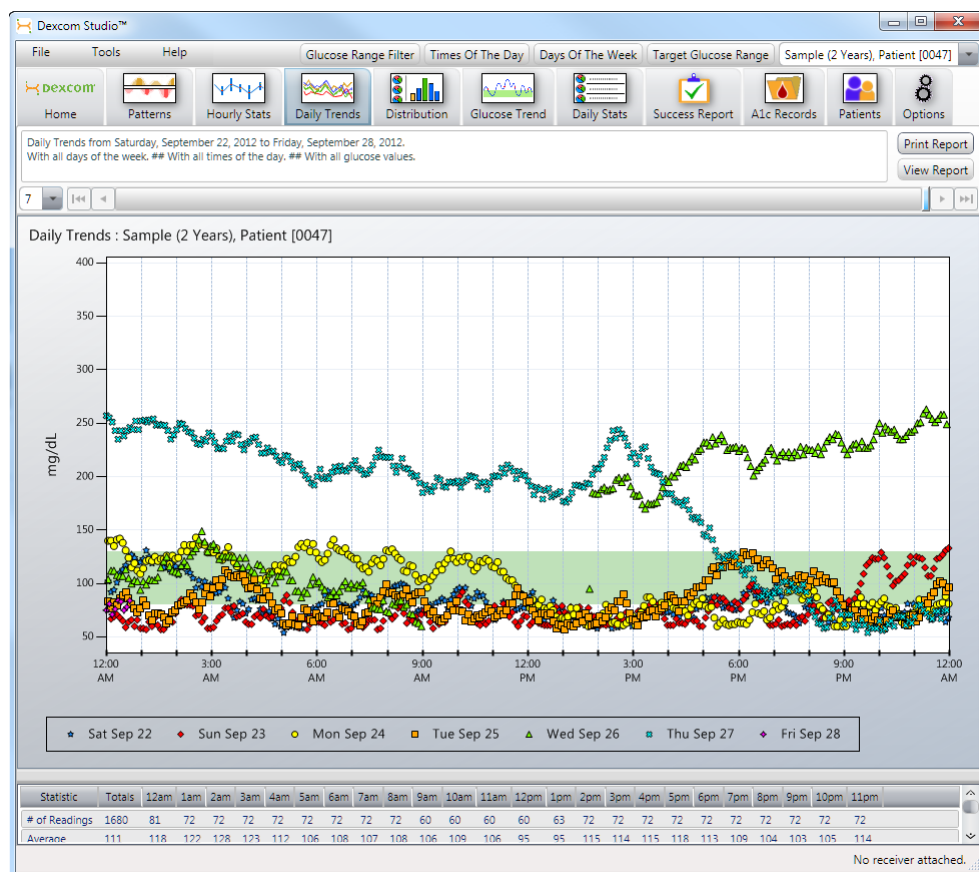 Dexcom Studio™
File Tools Help Glucose Range Filter Times Of The Day Days Of The Week Target Glucose Range Sample (2 Years), Patient [0047]
Dexcom
Home Patterns Hourly Stats Daily Trends Distribution Glucose Trend Daily Stats Success Report A1c Records Patients Options
Daily Trends from Saturday, September 22, 2012 to Friday, September 28, 2012.
With all days of the week. ## With all times of the day. ## With all glucose values.
Print Report
View Report
7
Daily Trends : Sample (2 Years), Patient [0047]
400
350
300
250
200
150
100
50
mg/dL
12:00 3:00 6:00 9:00 12:00 3:00 6:00 9:00 12:00
AM AM AM AM PM PM PM PM AM
Sat Sep 22 Sun Sep 23 Mon Sep 24 Tue Sep 25 Wed Sep 26 Thu Sep 27 Fri Sep 28
Statistic Totals 12am 1am 2am 3am 4am 5am 6am 7am 8am 9am 10am 11am 12pm 1pm 2pm 3pm 4pm 5pm 6pm 7pm 8pm 9pm 10pm 11pm
# of Readings 1680 81 72 72 72 72 72 72 72 72 60 60 60 60 63 72 72 72 72 72 72 72 72 72 72
Average 111 118 122 128 123 112 106 108 107 108 106 109 106 95 95 115 114 115 118 113 109 104 103 105 114
No receiver attached.